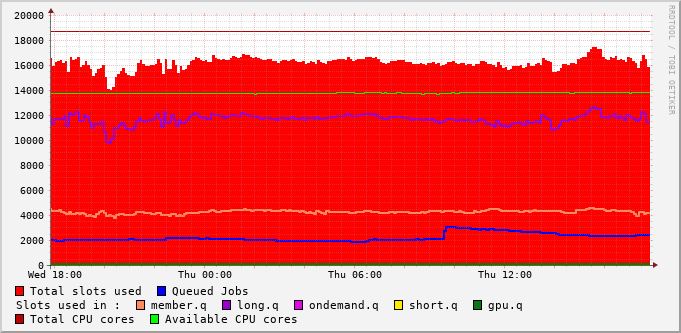 20000
18000
16000
14000
12000
10000
8000
6000
4000
2000
0
Wed 18:00 Thu 00:00 Thu 06:00 Thu 12:00
Total slots used Queued Jobs
Slots used in : member.q long.q ondemand.q short.q gpu.q
Total CPU cores Available CPU cores
RRDTOOL / TOBI OETIKER